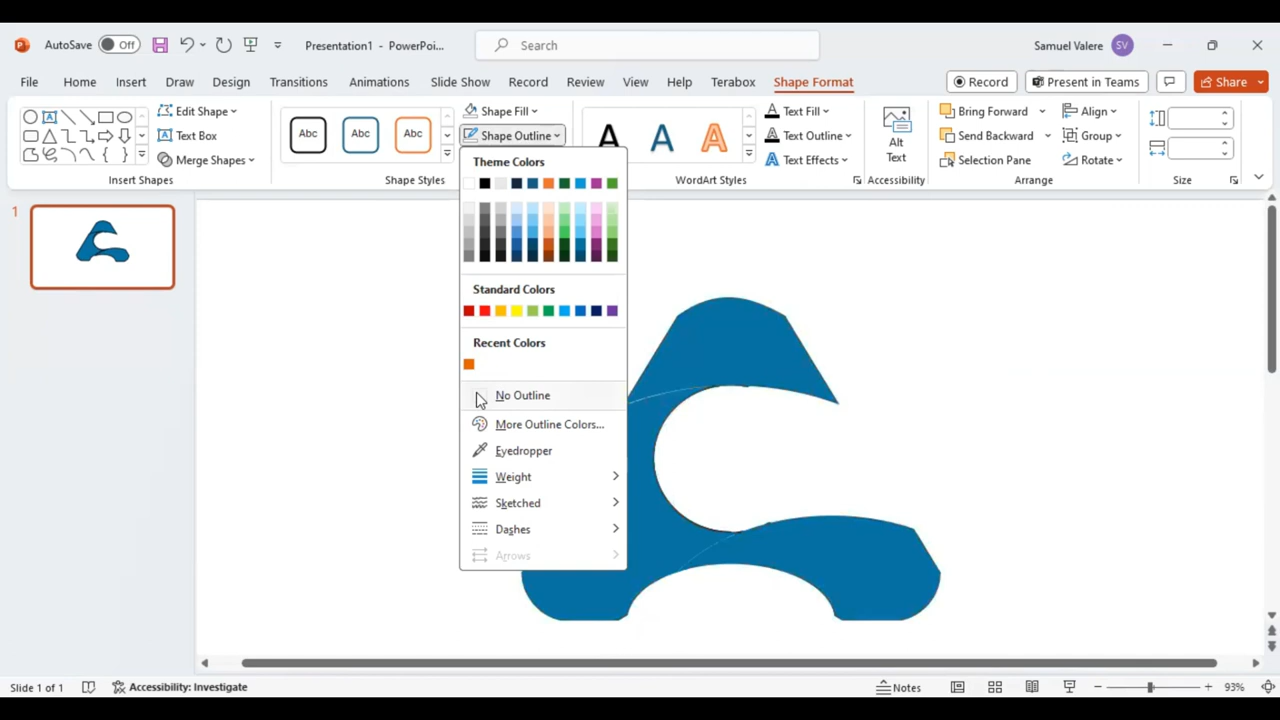 AutoSave Off Presentation1 - PowerPoi... Search Samuel Valere SV
File Home Insert Draw Design Transitions Animations Slide Show Record Review View Help Terabox Shape Format Record Present in Teams Share
Edit Shape Abc Abc Abc Shape Fill A A A Text Fill Alt Text Bring Forward Align
Text Box Shape Outline Text Outline Send Backward Group
Merge Shapes Text Effects Selection Pane Rotate
Insert Shapes Shape Styles WordArt Styles Accessibility Arrange Size
Theme Colors
1
Standard Colors
Recent Colors
No Outline
More Outline Colors...
Eyedropper
Weight
Sketched
Dashes
Arrows
Slide 1 of 1 Accessibility: Investigate Notes 93%